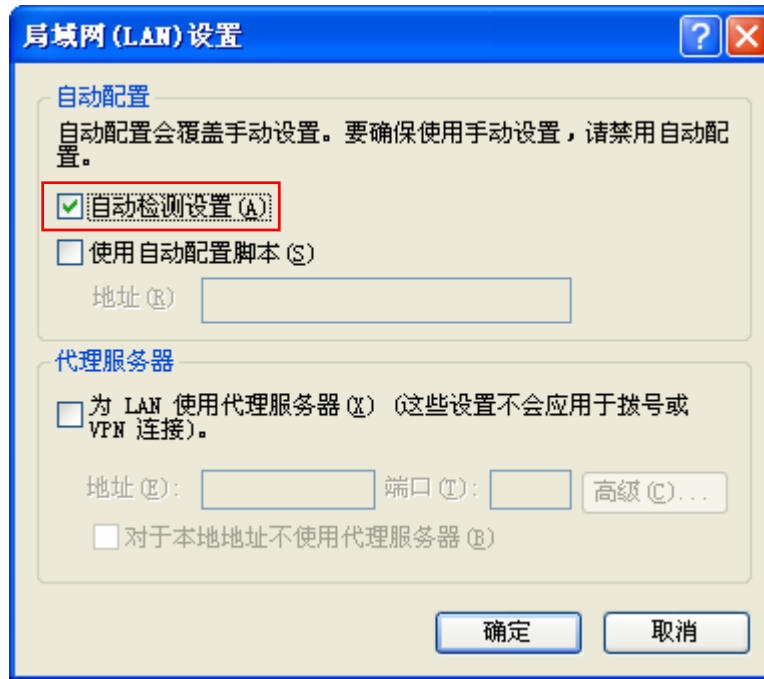 局域网(LAN)设置
自动配置
自动配置会覆盖手动设置。要确保使用手动设置，请禁用自动配
置。
自动检测设置(A)
使用自动配置脚本(S)
地址(R)
代理服务器
为 LAN 使用代理服务器(X) (这些设置不会应用于拨号或
VPN 连接)。
地址(E): 端口(T): 高级(C)...
对于本地地址不使用代理服务器(B)
确定 取消